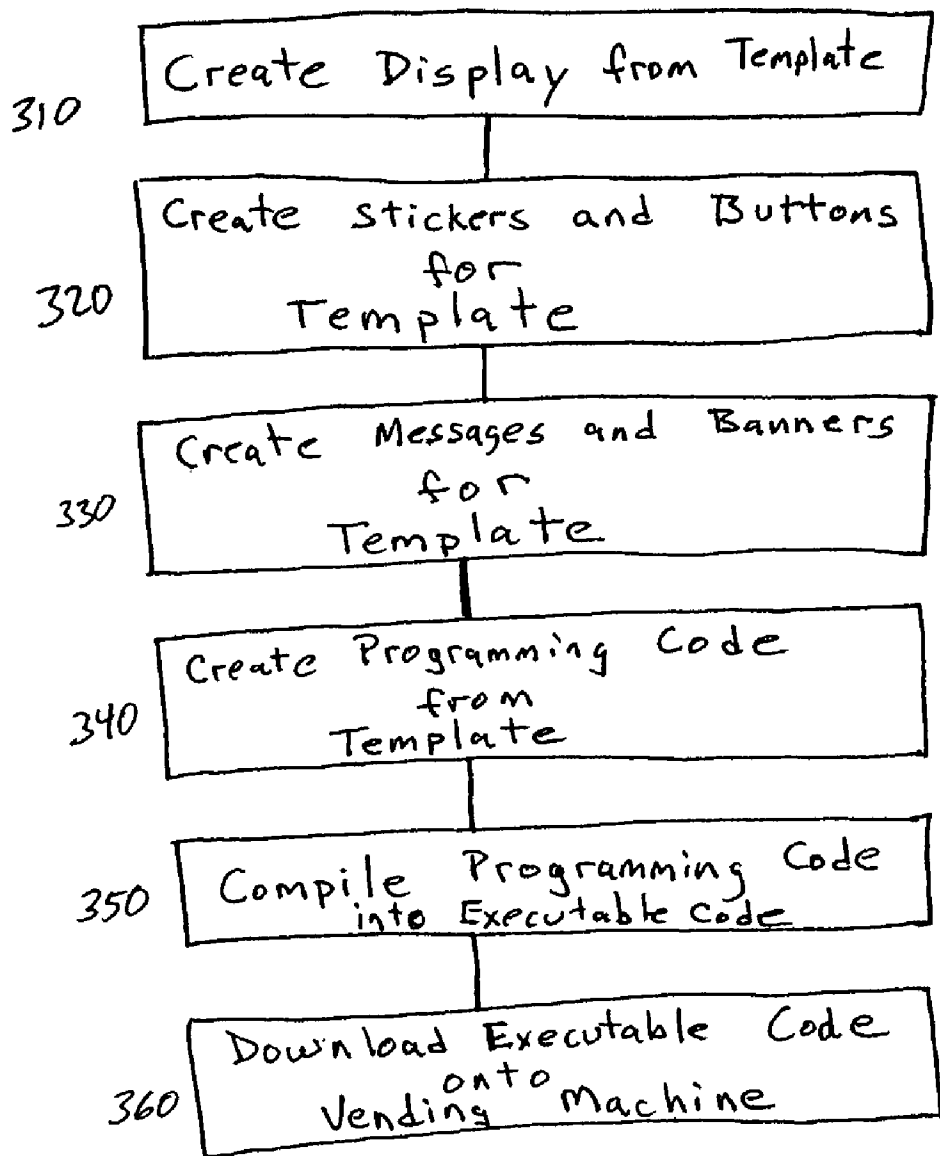 Create Display from Template
310
Create Stickers and Buttons
for
320
Template
Create Messages and Banners
for
330
Template
Create Programming Code
from
340
Template
Compile Programming Code
350
into Executable Code
Download Executable Code
onto
360
Vending Machine